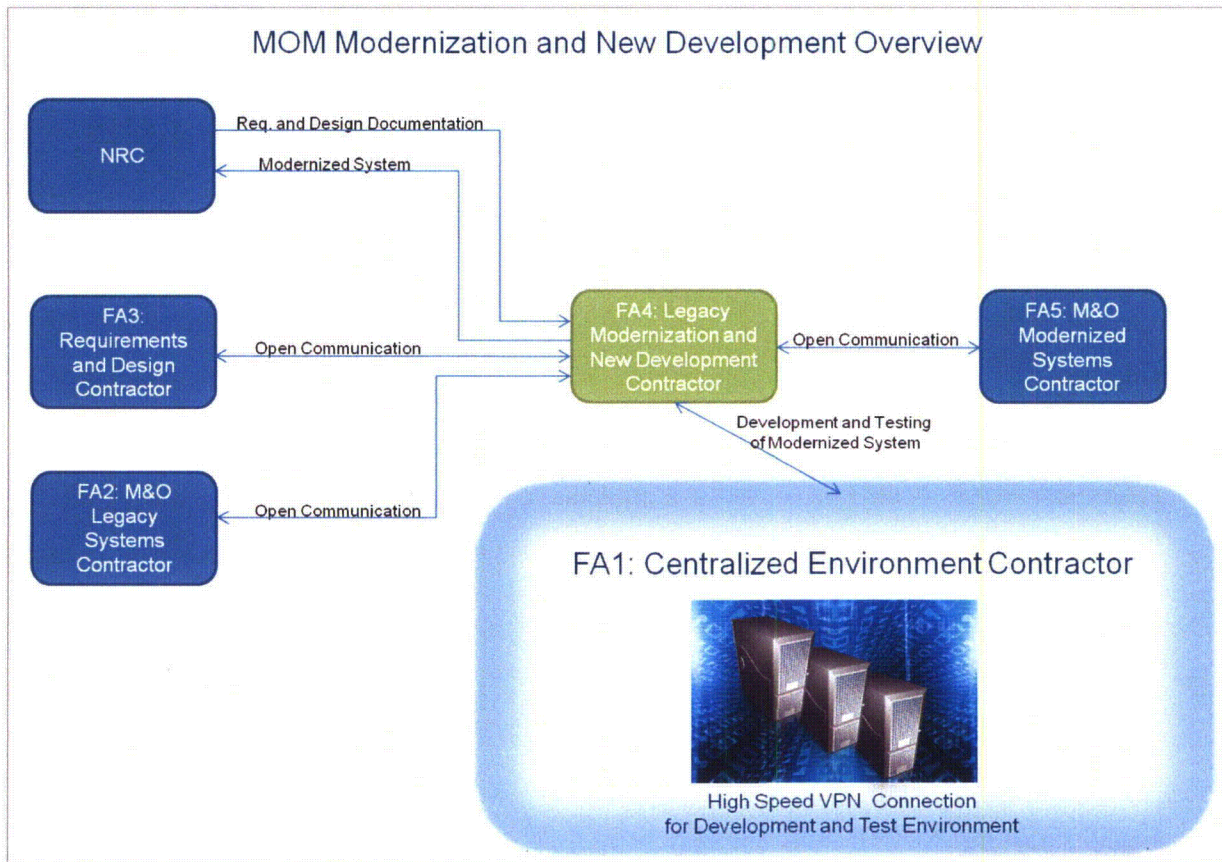 MOM Modernization and New Development Overview
NRC
Req. and Design Documentation
Modernized System
FA3:
Requirements
and Design
Contractor
Open Communication
FA4: Legacy
Modernization and
New Development
Contractor
Open Communication
FA5: M&O
Modernized
Systems
Contractor
FA2: M&O
Legacy
Systems
Contractor
Open Communication
Development and Testing
of Modernized System
FA1: Centralized Environment Contractor
High Speed VPN Connection
for Development and Test Environment